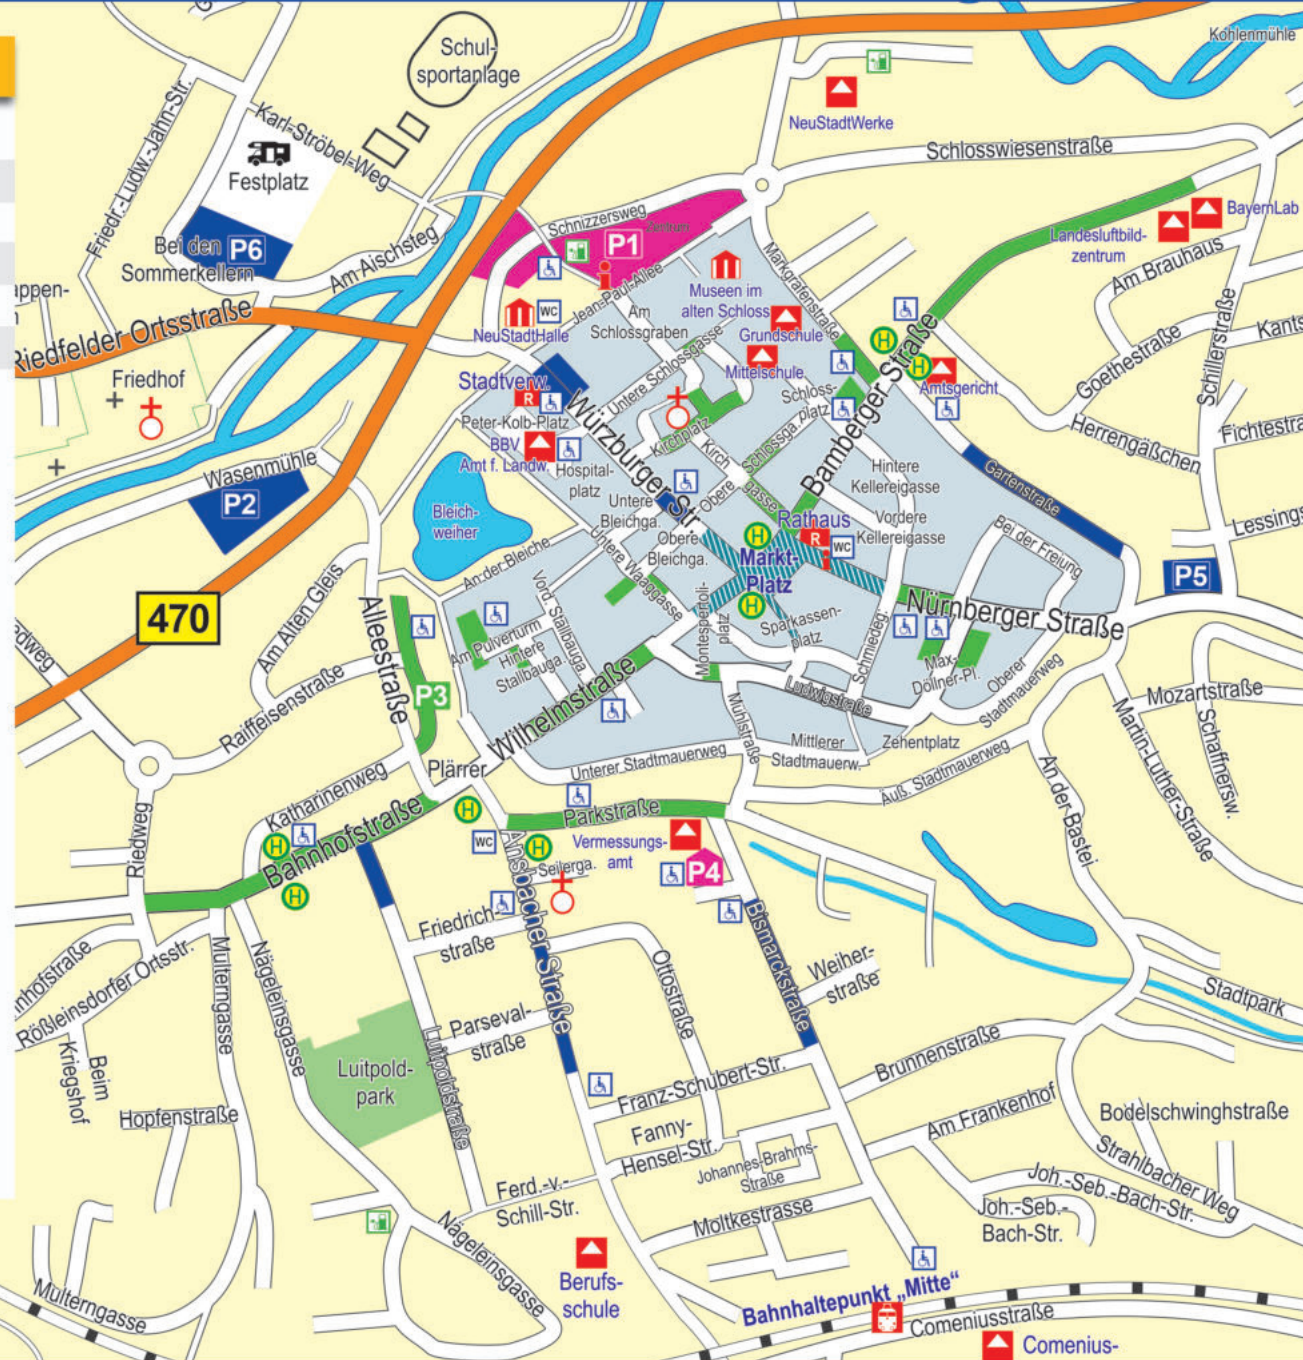 Kohlenmühle
Schul-
sportanlage
Karl-Ströbel-Weg
Friedr.-Ludw.-Jahn-Str.
NeuStadtWerke
Schlosswiesenstraße
Festplatz
Bei den
Sommerkellern
P6
Am Aischsteg
Schnizzersweg
Zentrum
P1
BayernLab
Landesluftbild-
zentrum
Am Brauhaus
Markgrafenstraße
Jean-Paul-Allee
Museen im
alten Schloss
WC
NeuStadtHalle
Am
Schlossgraben
Grundschule
Mittelschule
Riedfelder Ortsstraße
Friedhof
Stadtverw.
R
Peter-Kolb-Platz
BBV
Amt f. Landw.
Hospital-
platz
Würzburger Str.
Untere Schlossgasse
Kirchplatz
Schloss-
platz
Schlossga.
Bamberger Straße
H
H
Amtsgericht
Goethestraße
Schillerstraße
Kants
Herrengäßchen
Fichtestra
Lessings
Gartenstraße
Wasenmühle
P2
Bleich-
weiher
Untere
Bleichga.
Obere
Kirch
gasse
Hintere
Kellereigasse
Vordere
Kellereigasse
Obere
Bleichga.
H
Rathaus
R
WC
Markt-
Platz
H
Bei der Freiung
P5
470
An der Bleiche
Untere Waaggasse
Am Alten Gleis
Alleestraße
Am Pulverturm
Vord. Stallbauga.
Hintere
Stallbauga.
Montespertoli-
platz
Sparkassen-
platz
Schmiedeg.
Nürnberger Straße
Max-
Döllner-Pl.
Oberer
Stadtmauerweg
edweg
Raiffeisenstraße
P3
Wilhelmstraße
Ludwigstraße
Mühlstraße
Mozartstraße
Schaffnersw.
Martin-Luther-Straße
Plärrer
Unterer Stadtmauerweg
Mittlerer
Stadtmauerw.
Zehentplatz
Äuß. Stadtmauerweg
An der Bastei
Katharinenweg
Riedweg
Bahnhofstraße
H
H
H
Parkstraße
WC
H
Seilerga.
Vermessungs-
amt
P4
Ansbacher Straße
Friedrich-
straße
Bismarckstraße
Weiher-
straße
Ottostraße
Stadtpark
nhofstraße
Rößleinsdorfer Ortsstr.
Multerngasse
Nägeleinsgasse
Parseval-
straße
Luitpold-
park
Luitpoldstraße
Beim
Kriegshof
Hopfenstraße
Franz-Schubert-Str.
Brunnenstraße
Fanny-
Hensel-Str.
Johannes-Brahms-
Straße
Am Frankenhof
Bodelschwinghstraße
Strahlbacher Weg
Joh.-Seb.-Bach-Str.
Joh.-Seb.-
Bach-Str.
Ferd.-v.-
Schill-Str.
Moltkestrasse
Nägeleinsgasse
Berufs-
schule
Multerngasse
Bahnhaltepunkt „Mitte“
Comeniusstraße
Comenius-